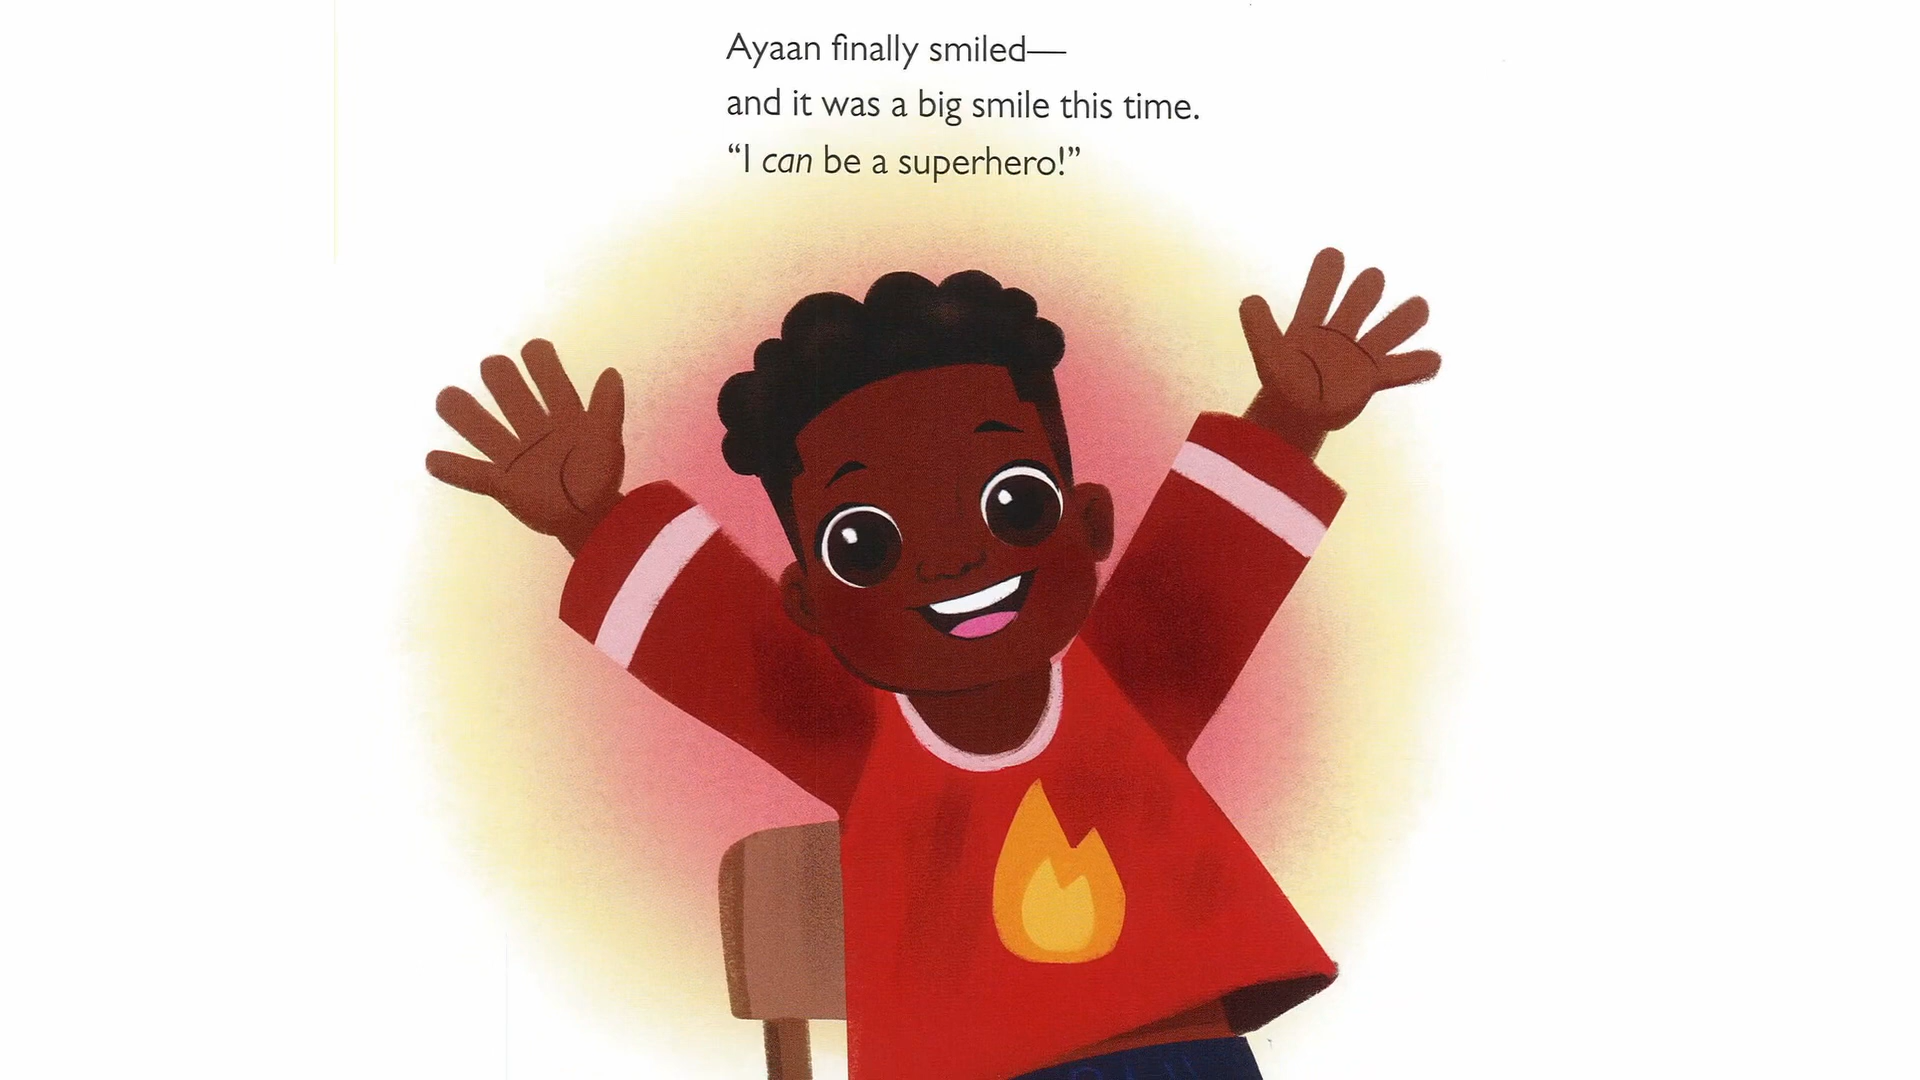 Ayaan finally smiled—
and it was a big smile this time.
“I can be a superhero!”